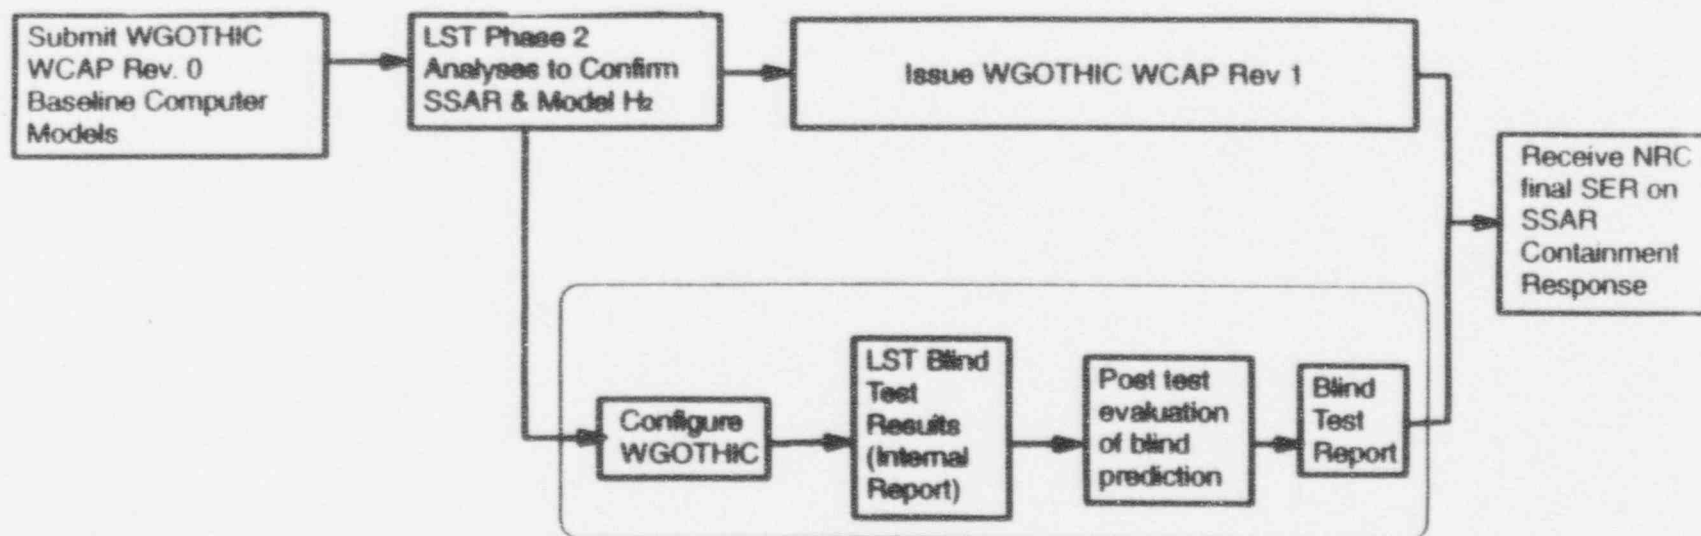 Submit WGOTHIC
WCAP Rev. 0
Baseline Computer
Models
LST Phase 2
Analyses to Confirm
SSAR & Model H2
Issue WGOTHIC WCAP Rev 1
Receive NRC
final SER on
SSAR
Containment
Response
Configure
WGOTHIC
LST Blind
Test
Results
(Internal
Report)
Post test
evaluation
of blind
prediction
Blind
Test
Report